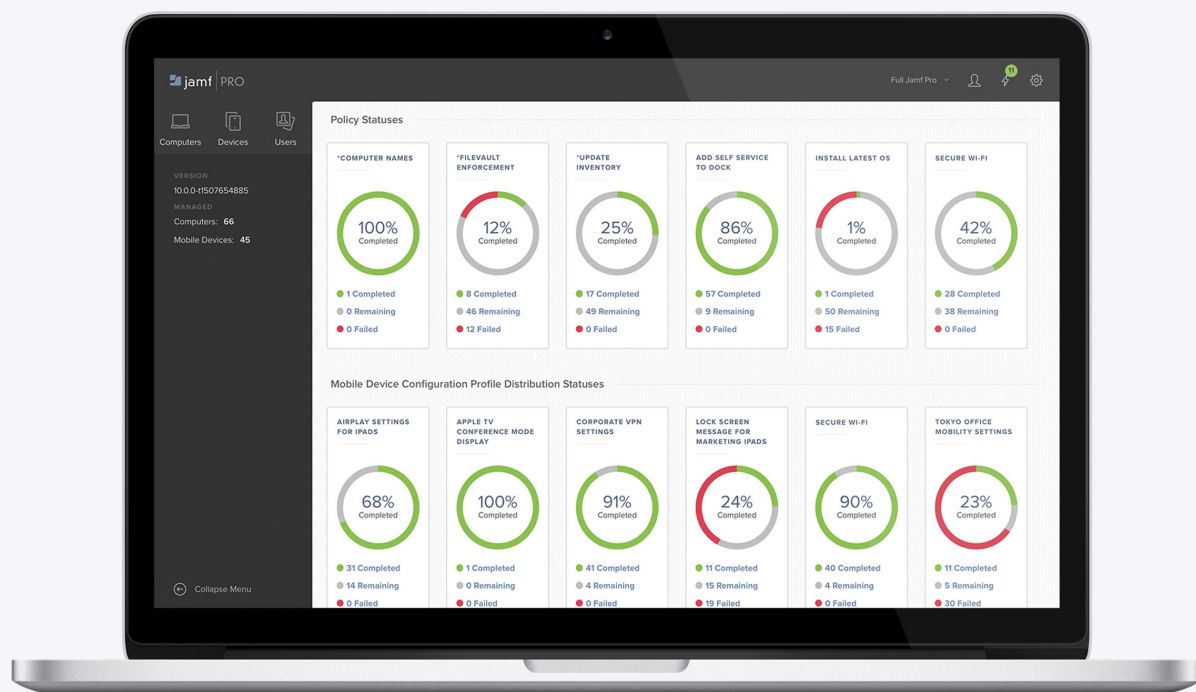 jamf PRO
Full Jamf Pro
11
Computers
Devices
Users
VERSION
10.0.0-t1507654885
MANAGED
Computers: 66
Mobile Devices: 45
Collapse Menu
Policy Statuses
*COMPUTER NAMES
100%
Completed
1 Completed
0 Remaining
0 Failed
*FILEVAULT
ENFORCEMENT
12%
Completed
8 Completed
46 Remaining
12 Failed
*UPDATE
INVENTORY
25%
Completed
17 Completed
49 Remaining
0 Failed
ADD SELF SERVICE
TO DOCK
86%
Completed
57 Completed
9 Remaining
0 Failed
INSTALL LATEST OS
1%
Completed
1 Completed
50 Remaining
15 Failed
SECURE WI-FI
42%
Completed
28 Completed
38 Remaining
0 Failed
Mobile Device Configuration Profile Distribution Statuses
AIRPLAY SETTINGS
FOR IPADS
68%
Completed
31 Completed
14 Remaining
0 Failed
APPLE TV
CONFERENCE MODE
DISPLAY
100%
Completed
1 Completed
0 Remaining
0 Failed
CORPORATE VPN
SETTINGS
91%
Completed
41 Completed
4 Remaining
0 Failed
LOCK SCREEN
MESSAGE FOR
MARKETING IPADS
24%
Completed
11 Completed
15 Remaining
19 Failed
SECURE WI-FI
90%
Completed
40 Completed
4 Remaining
0 Failed
TOKYO OFFICE
MOBILITY SETTINGS
23%
Completed
11 Completed
5 Remaining
30 Failed